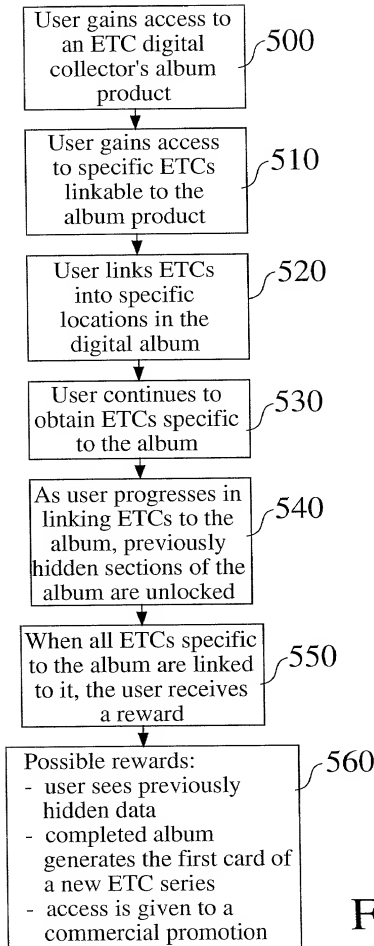 User gains access to
an ETC digital
collector's album
product
500
User gains access
to specific ETCs
linkable to the
album product
510
User links ETCs
into specific
locations in the
digital album
520
User continues to
obtain ETCs specific
to the album
530
As user progresses in
linking ETCs to the
album, previously
hidden sections of the
album are unlocked
540
When all ETCs specific
to the album are linked
to it, the user receives
a reward
550
Possible rewards:
- user sees previously
hidden data
- completed album
generates the first card of
a new ETC series
- access is given to a
commercial promotion
560
F